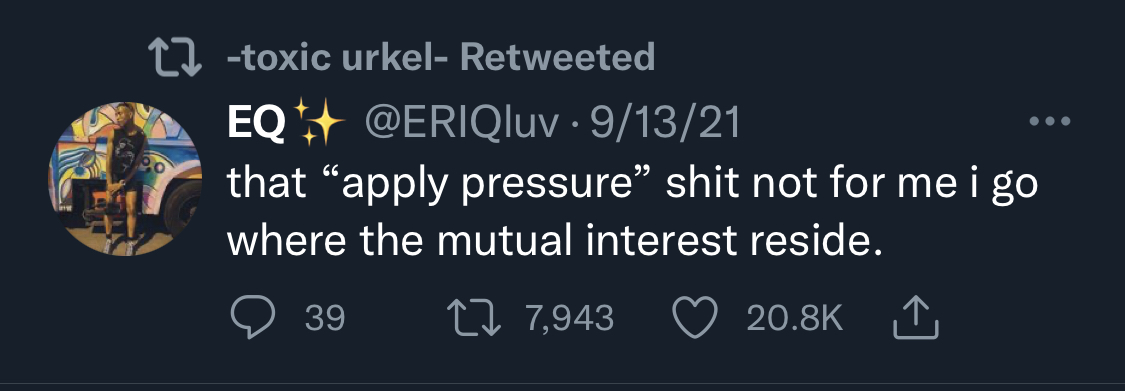 -toxic urkel- Retweeted
EQ✨ @ERIQluv · 9/13/21
that “apply pressure” shit not for me i go
where the mutual interest reside.
39 7,943 20.8K